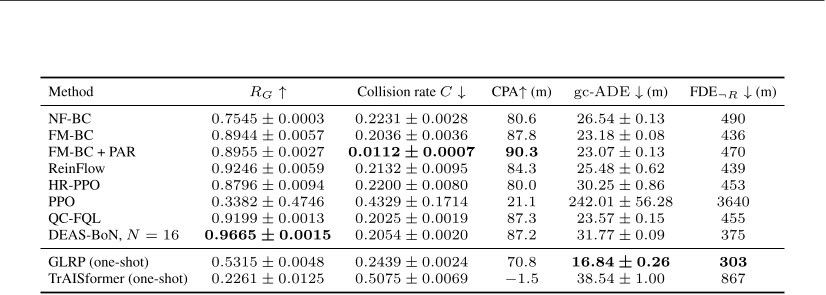 Method R_G ↑ Collision rate C ↓ CPA↑ (m) gc-ADE ↓ (m) FDE¬R ↓ (m)
NF-BC 0.7545 ± 0.0003 0.2231 ± 0.0028 80.6 26.54 ± 0.13 490
FM-BC 0.8944 ± 0.0057 0.2036 ± 0.0036 87.8 23.18 ± 0.08 436
FM-BC + PAR 0.8955 ± 0.0027 0.0112 ± 0.0007 90.3 23.07 ± 0.13 470
ReinFlow 0.9246 ± 0.0059 0.2132 ± 0.0095 84.3 25.48 ± 0.62 439
HR-PPO 0.8796 ± 0.0094 0.2200 ± 0.0080 80.0 30.25 ± 0.86 453
PPO 0.3382 ± 0.4746 0.4329 ± 0.1714 21.1 242.01 ± 56.28 3640
QC-FQL 0.9199 ± 0.0013 0.2025 ± 0.0019 87.3 23.57 ± 0.15 455
DEAS-BoN, N = 16 0.9665 ± 0.0015 0.2054 ± 0.0020 87.2 31.77 ± 0.09 375
GLRP (one-shot) 0.5315 ± 0.0048 0.2439 ± 0.0024 70.8 16.84 ± 0.26 303
TrAISformer (one-shot) 0.2261 ± 0.0125 0.5075 ± 0.0069 −1.5 38.54 ± 1.00 867